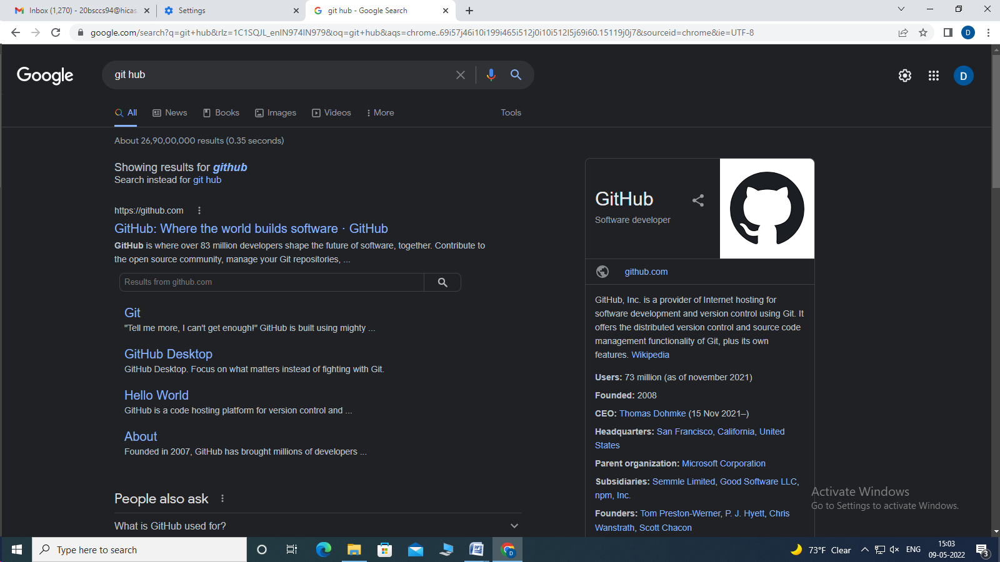 Inbox (1,270) - 20bsccs94@hicas
Settings
git hub - Google Search
google.com/search?q=git+hub&rlz=1C1SQJL_enIN974IN979&oq=git+hub&aqs=chrome..69i57j46i10i199i465i512j0i10i512l5j69i60.15119j0j7&sourceid=chrome&ie=UTF-8
D
Google
git hub
D
All
News
Books
Images
Videos
More
Tools
About 26,90,00,000 results (0.35 seconds)
Showing results for github
Search instead for git hub
https://github.com
GitHub: Where the world builds software · GitHub
GitHub is where over 83 million developers shape the future of software, together. Contribute to
the open source community, manage your Git repositories, ...
Results from github.com
Git
"Tell me more, I can't get enough!" GitHub is built using mighty ...
GitHub Desktop
GitHub Desktop. Focus on what matters instead of fighting with Git.
Hello World
GitHub is a code hosting platform for version control and ...
About
Founded in 2007, GitHub has brought millions of developers ...
People also ask
What is GitHub used for?
GitHub
Software developer
github.com
GitHub, Inc. is a provider of Internet hosting for
software development and version control using Git. It
offers the distributed version control and source code
management functionality of Git, plus its own
features. Wikipedia
Users: 73 million (as of november 2021)
Founded: 2008
CEO: Thomas Dohmke (15 Nov 2021–)
Headquarters: San Francisco, California, United
States
Parent organization: Microsoft Corporation
Subsidiaries: Semmle Limited, Good Software LLC,
npm, Inc.
Founders: Tom Preston-Werner, P. J. Hyett, Chris
Wanstrath, Scott Chacon
Activate Windows
Go to Settings to activate Windows.
Type here to search
W
D
73°F Clear
ENG
15:03
09-05-2022
3